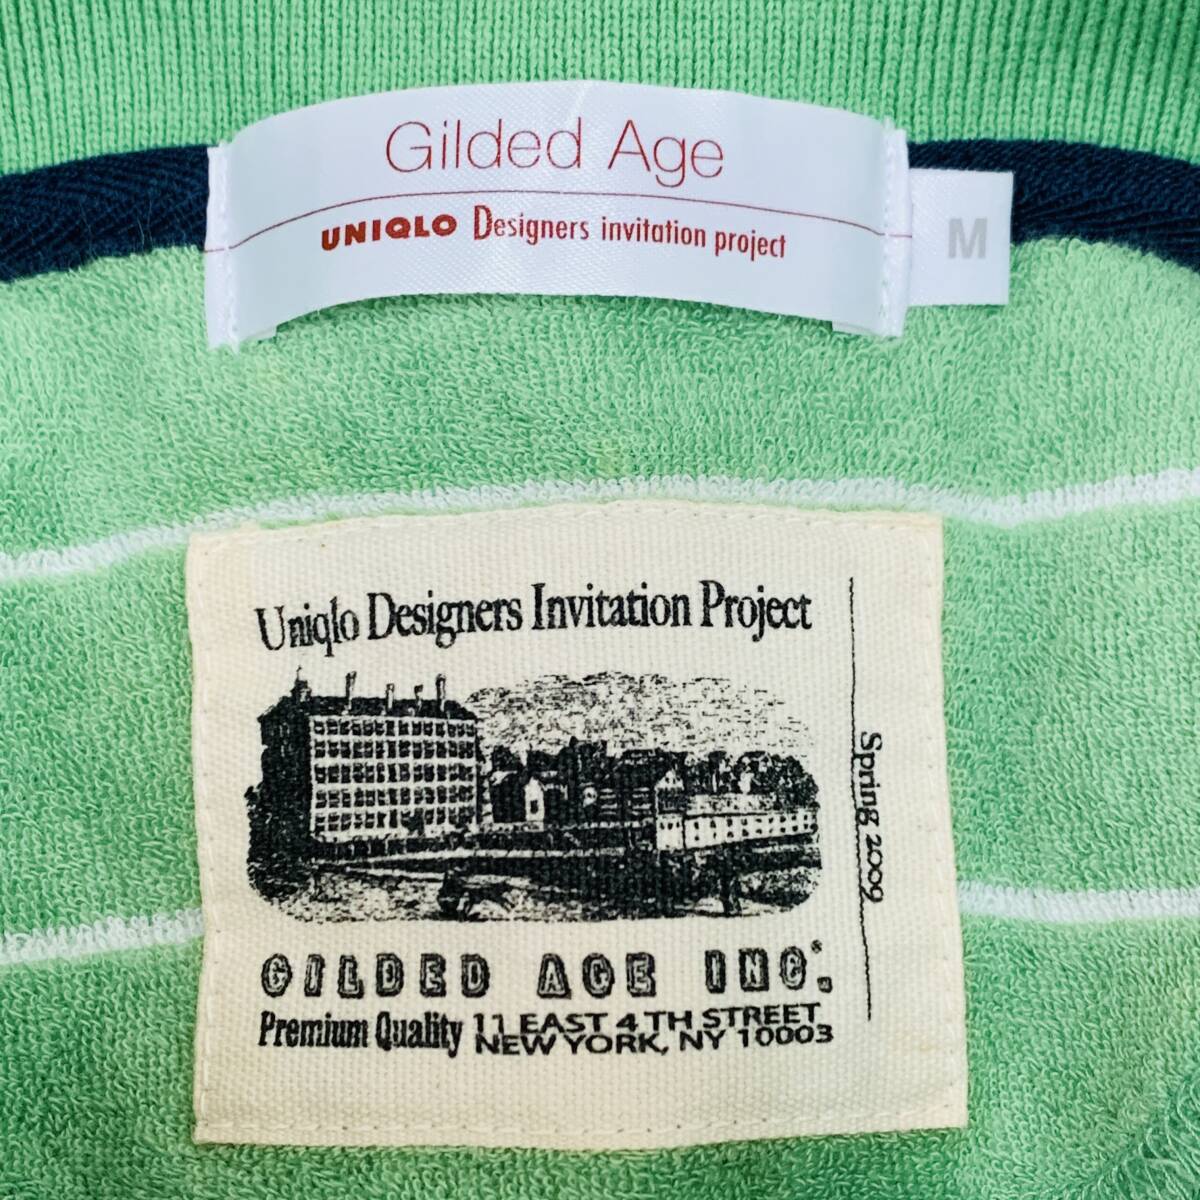 Gilded Age
UNIQLO Designers invitation project
M
Uniqlo Designers Invitation Project
Spring 2009
GILDED AGE INC.
Premium Quality 11 EAST 4 TH STREET
NEW YORK, NY 10003